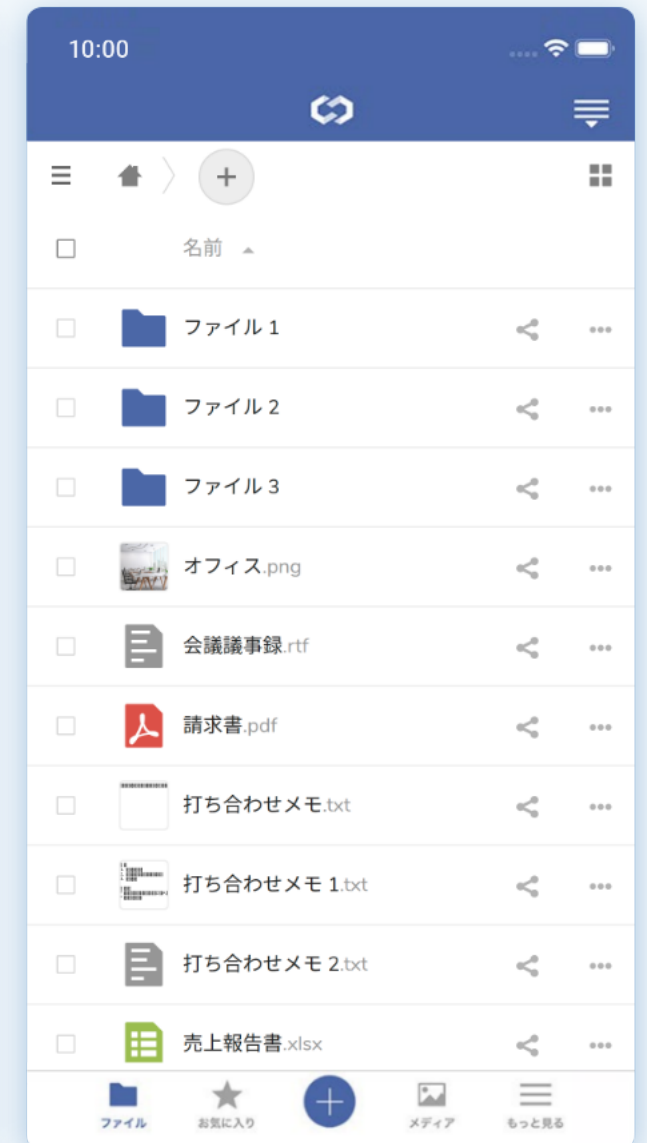 10:00
名前
ファイル 1
ファイル 2
ファイル 3
オフィス.png
会議議事録.rtf
請求書.pdf
打ち合わせメモ.txt
打ち合わせメモ 1.txt
打ち合わせメモ 2.txt
売上報告書.xlsx
ファイル お気に入り メディア もっと見る